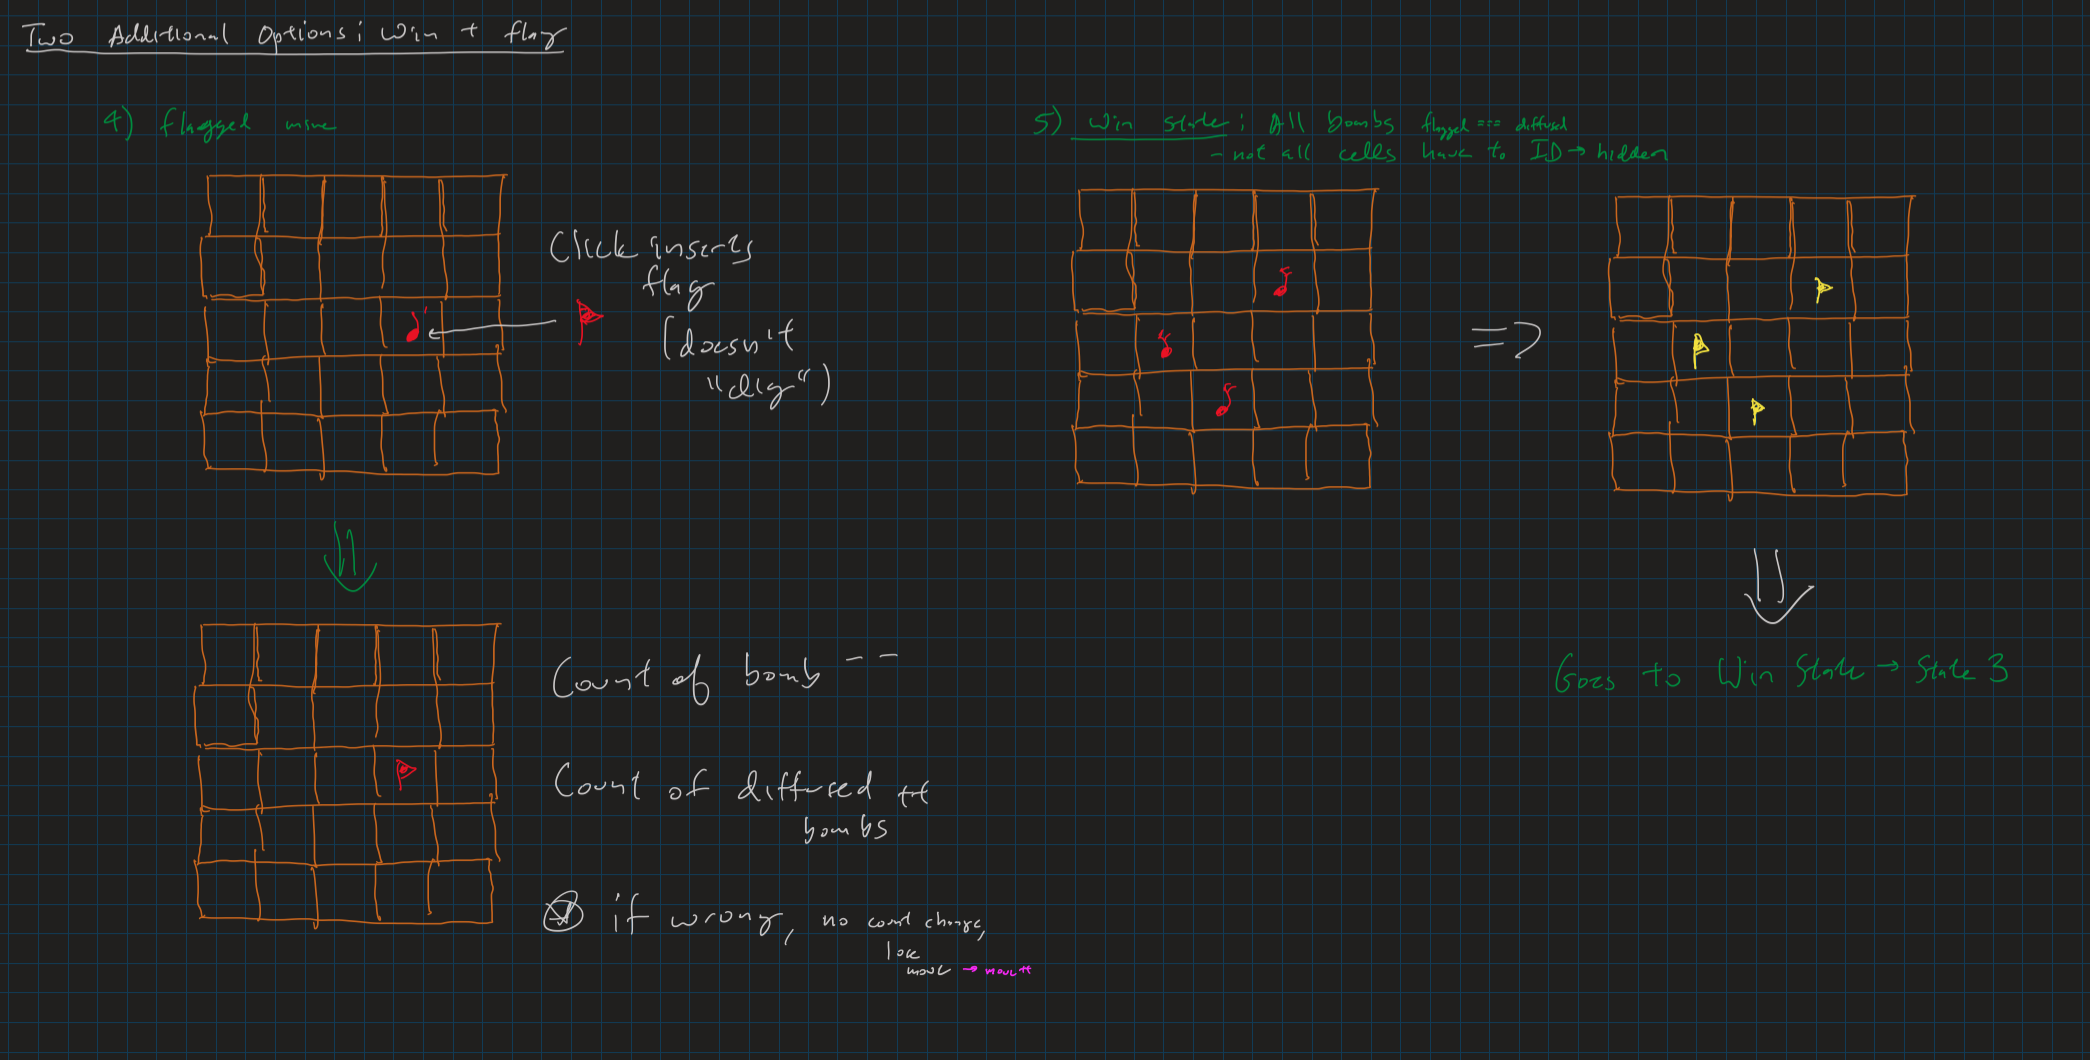 Two Additional Options: Win + flag
4) flagged mine
Click inserts
flag
(doesn't
"dig")
Count of bomb --
Count of diffused ++
bombs
if wrong, no count change,
lose
move → move++
5) Win state: All bombs flagged === diffused
- not all cells have to ID → hidden
=>
Goes to Win State → State 3